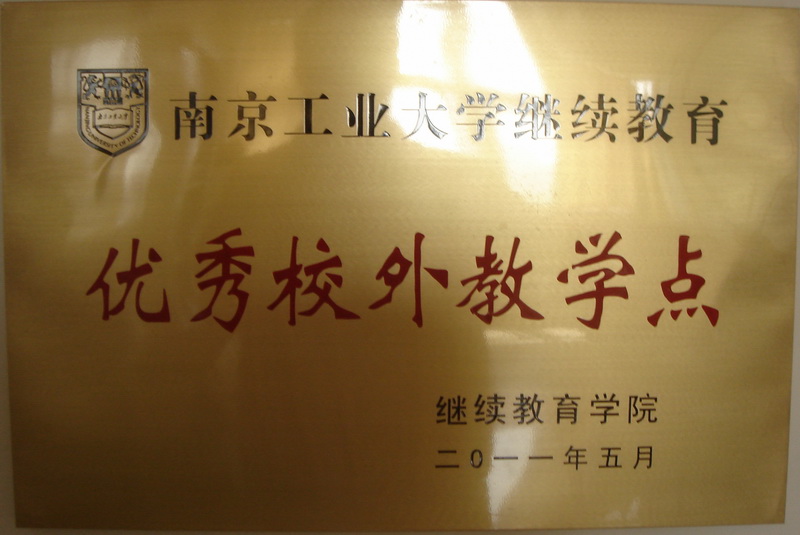 南京工业大学继续教育
优秀校外教学点
继续教育学院
二0一一年五月